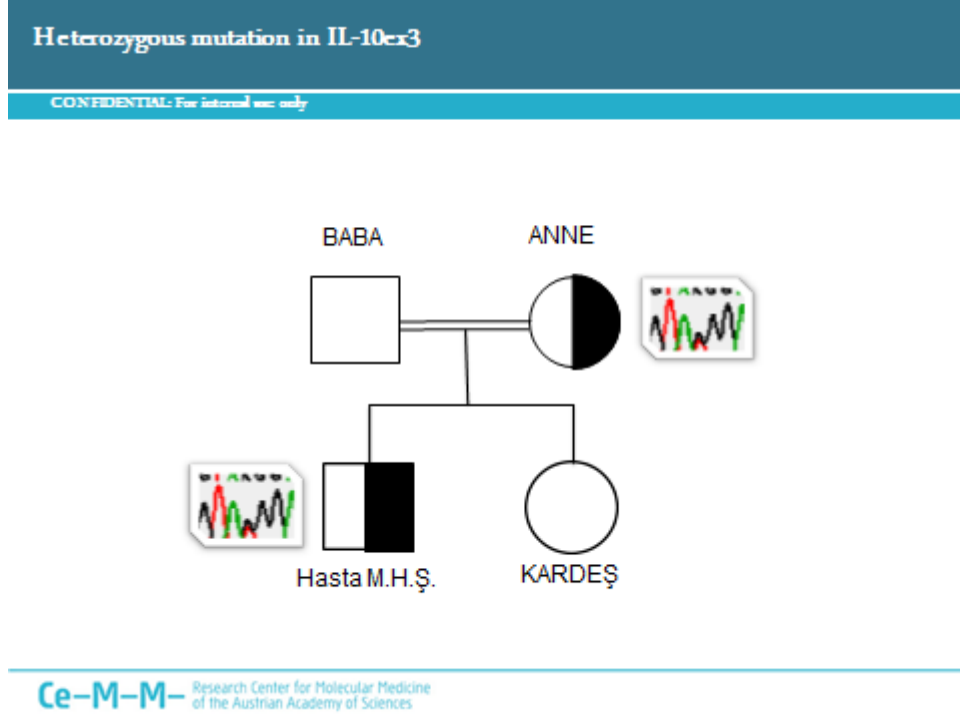 Heterozygous mutation in IL-10ex3
CONFIDENTIAL: For internal use only
BABA
ANNE
Hasta M.H.Ş.
KARDEŞ
Ce-M-M-
Research Center for Molecular Medicine
of the Austrian Academy of Sciences